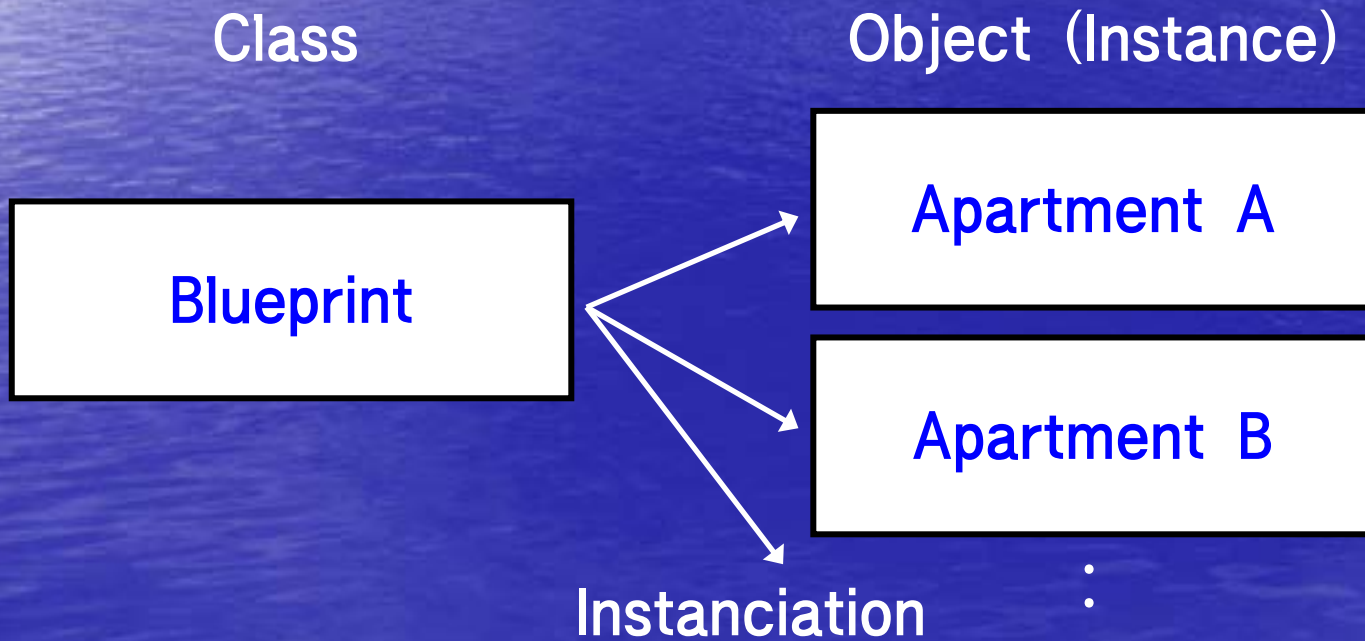 Class
Object (Instance)
Blueprint
Apartment A
Apartment B
:
Instanciation